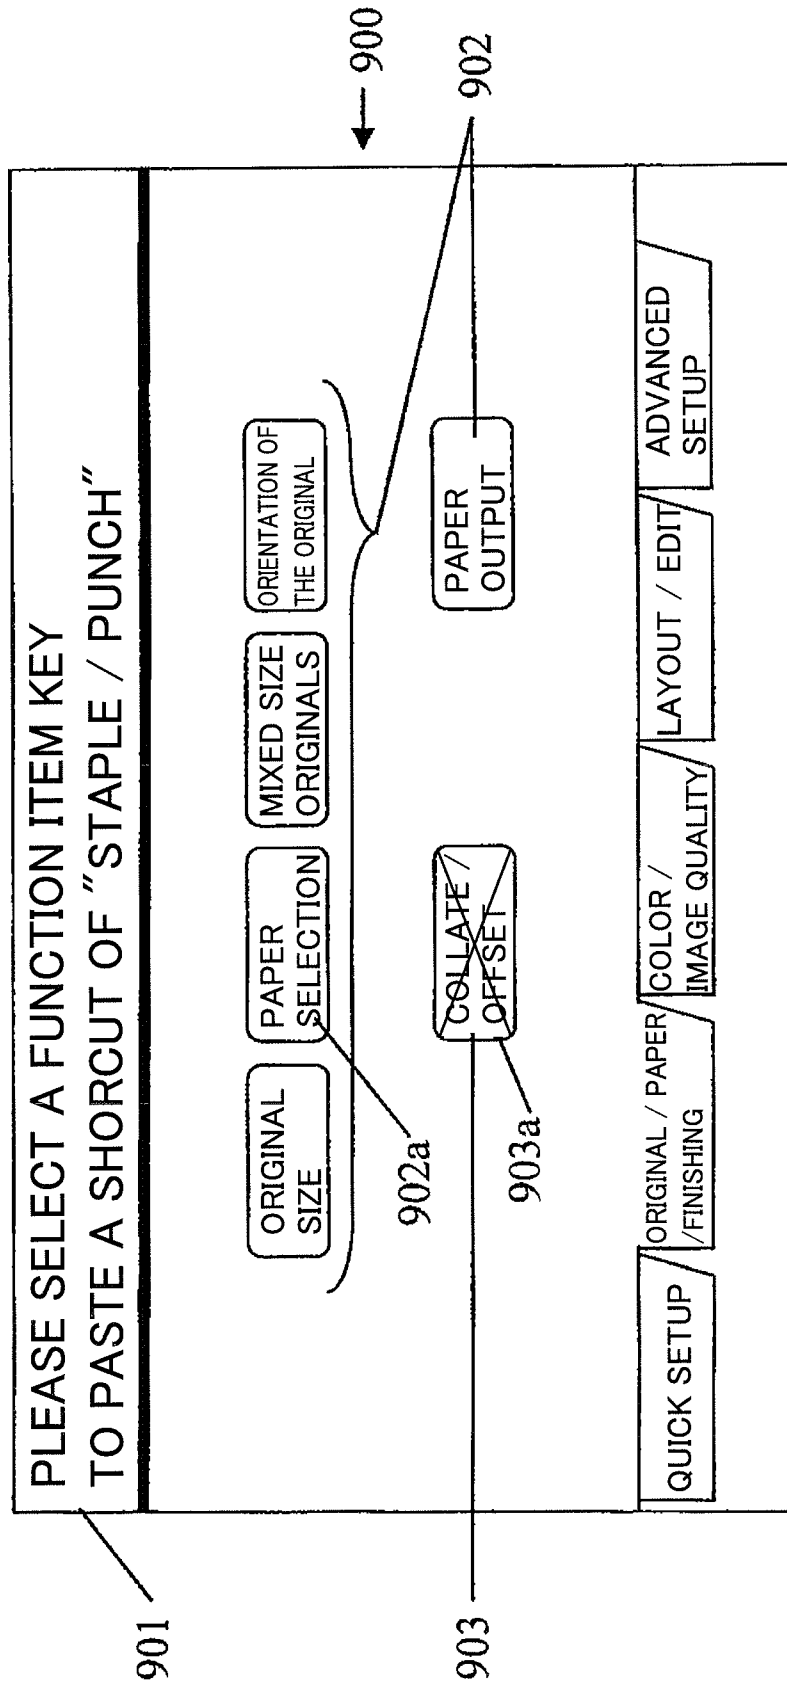 PLEASE SELECT A FUNCTION ITEM KEY
TO PASTE A SHORCUT OF "STAPLE / PUNCH"
901
900
ORIGINAL
SIZE
PAPER
SELECTION
MIXED SIZE
ORIGINALS
ORIENTATION OF
THE ORIGINAL
902a
902
COLLATE /
OFFSET
PAPER
OUTPUT
903
903a
QUICK SETUP
ORIGINAL / PAPER
/FINISHING
COLOR /
IMAGE QUALITY
LAYOUT / EDIT
ADVANCED
SETUP